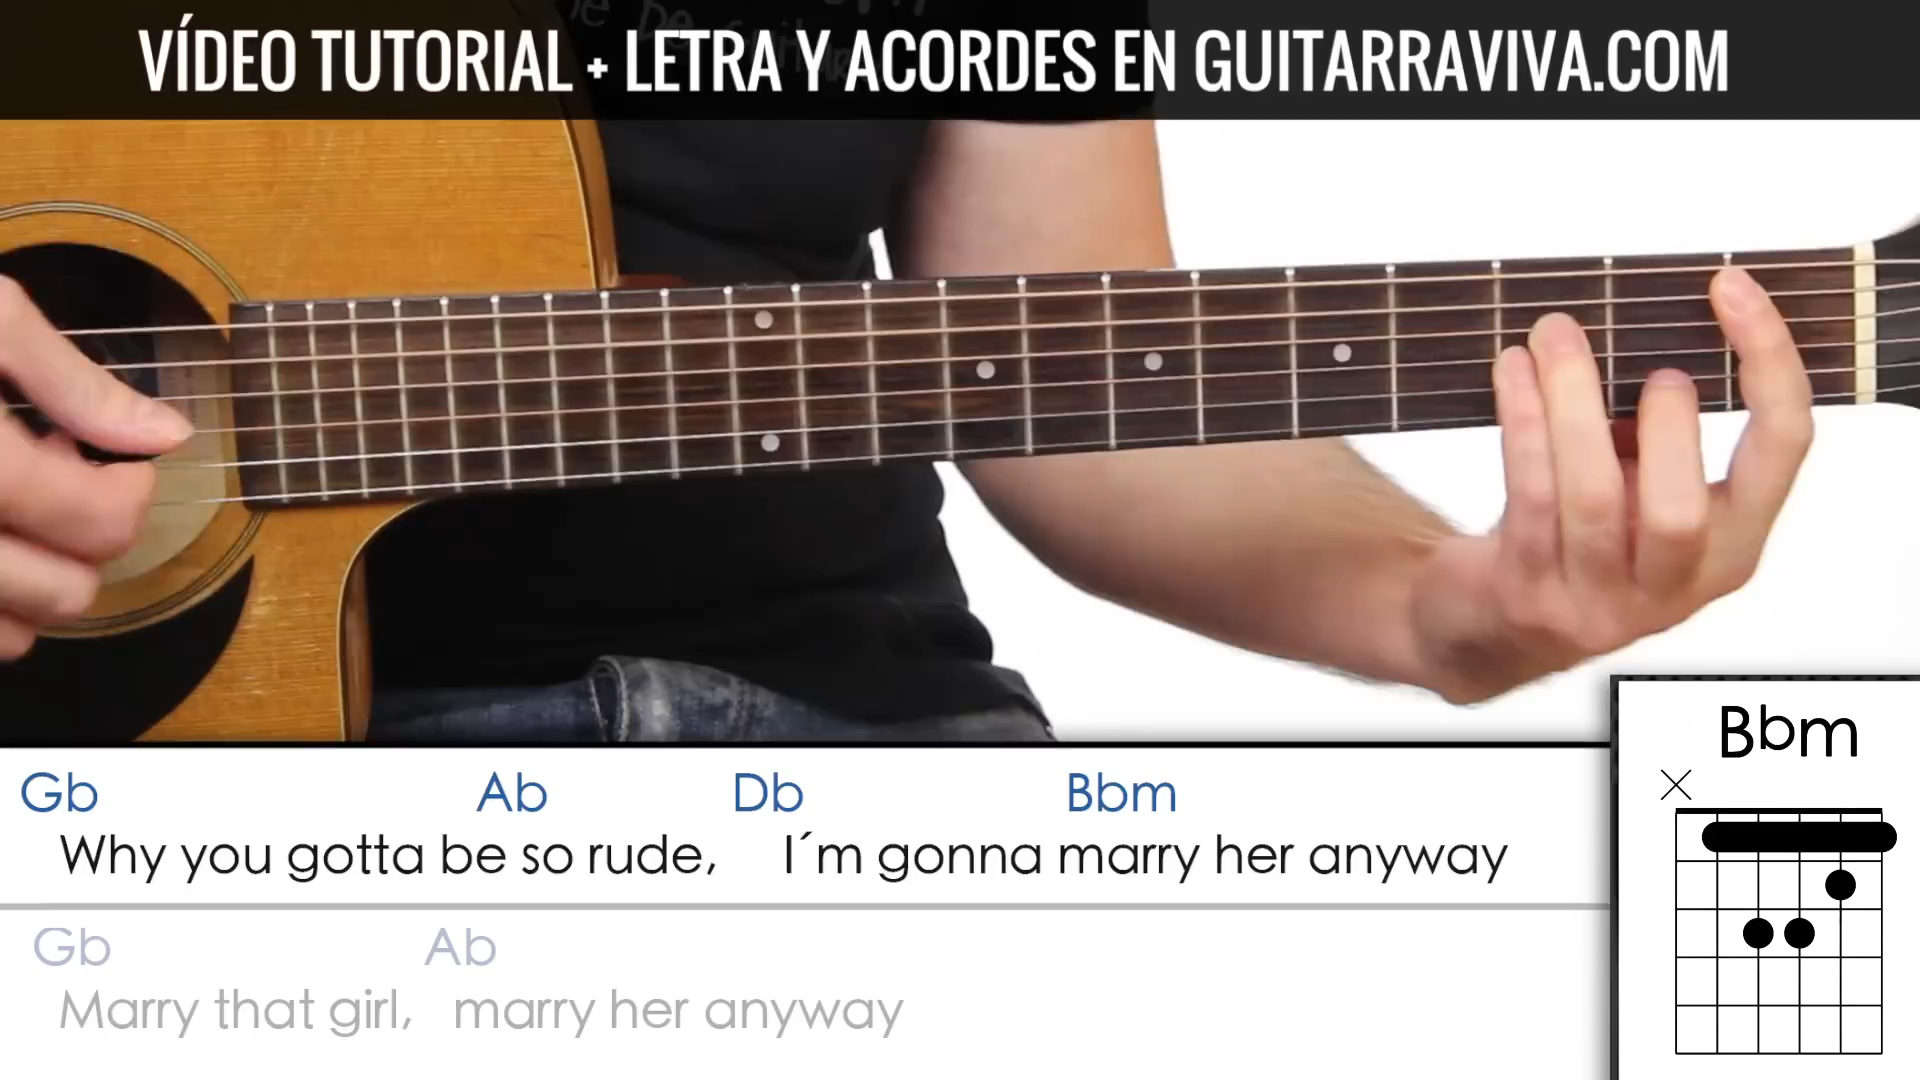 VÍDEO TUTORIAL + LETRA Y ACORDES EN GUITARRAVIVA.COM
Gb Ab Db Bbm
Why you gotta be so rude, I´m gonna marry her anyway
Gb Ab
Marry that girl, marry her anyway
Bbm
X